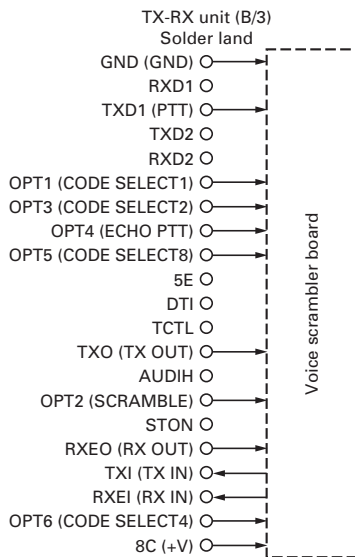 TX-RX unit (B/3)
Solder land
GND (GND)
RXD1
TXD1 (PTT)
TXD2
RXD2
OPT1 (CODE SELECT1)
OPT3 (CODE SELECT2)
OPT4 (ECHO PTT)
OPT5 (CODE SELECT8)
5E
DTI
TCTL
TXO (TX OUT)
AUDIH
OPT2 (SCRAMBLE)
STON
RXEO (RX OUT)
TXI (TX IN)
RXEI (RX IN)
OPT6 (CODE SELECT4)
8C (+V)
Voice scrambler board